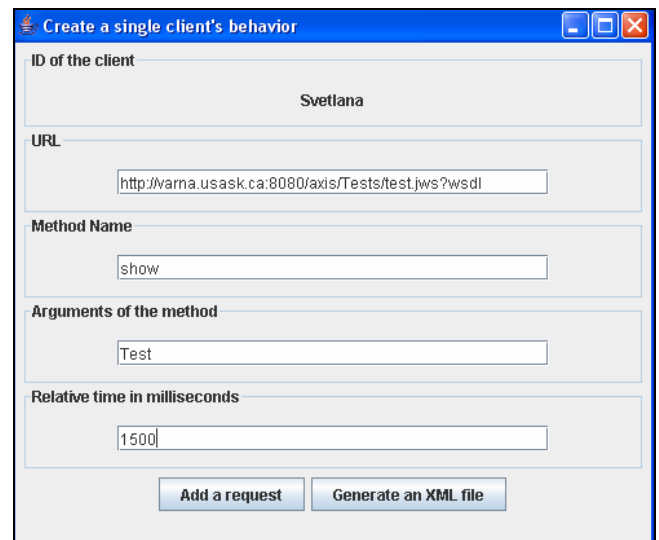 Create a single client's behavior
ID of the client
Svetlana
URL
http://varna.usask.ca:8080/axis/Tests/test.jws?wsdl
Method Name
show
Arguments of the method
Test
Relative time in milliseconds
1500
Add a request Generate an XML file